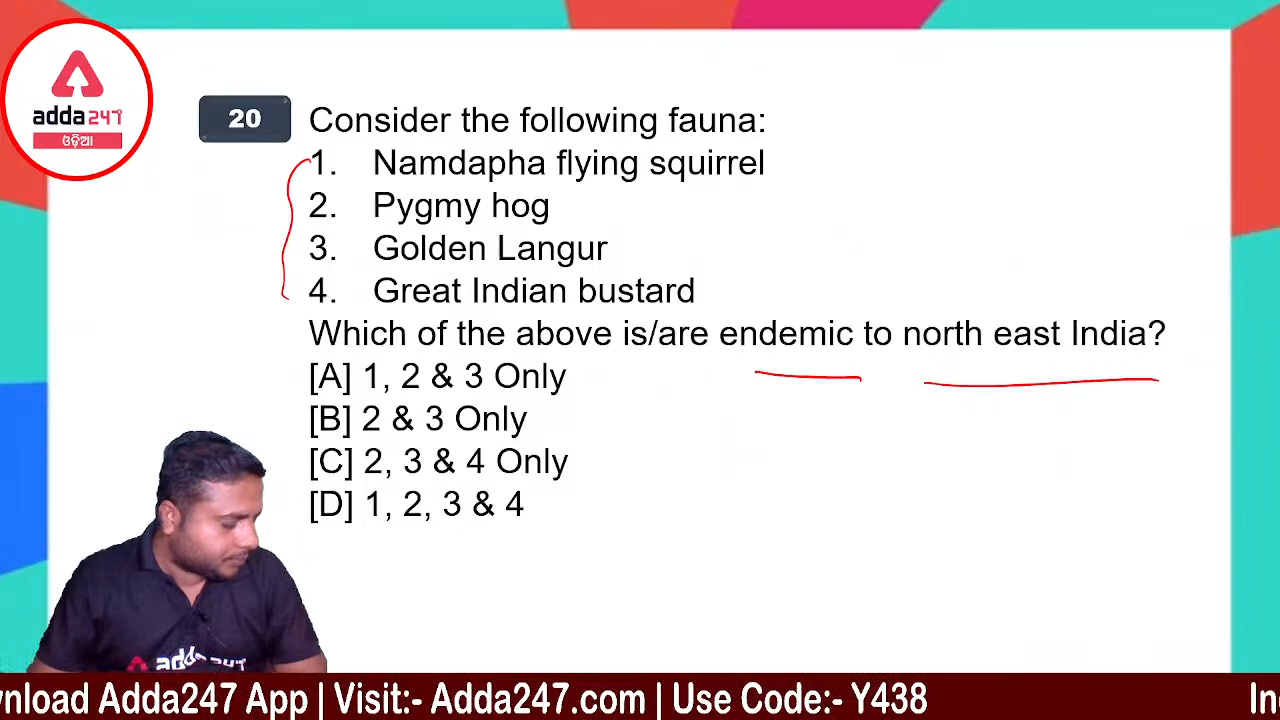 adda247
ଓଡ଼ିଆ
20
Consider the following fauna:
1. Namdapha flying squirrel
2. Pygmy hog
3. Golden Langur
4. Great Indian bustard
Which of the above is/are endemic to north east India?
[A] 1, 2 & 3 Only
[B] 2 & 3 Only
[C] 2, 3 & 4 Only
[D] 1, 2, 3 & 4
adda247
wnload Adda247 App | Visit:- Adda247.com | Use Code:- Y438